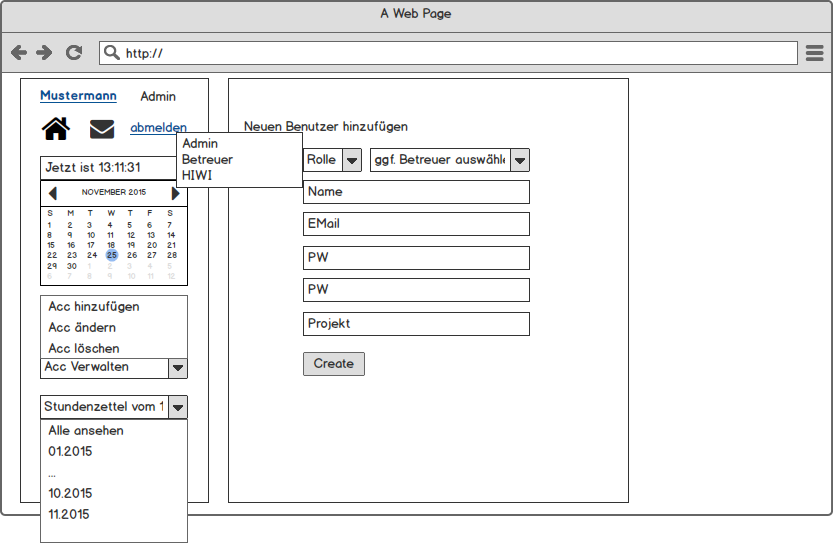 A Web Page
http://
Mustermann Admin
abmelden
Admin
Betreuer
HIWI
Jetzt ist 13:11:31
NOVEMBER 2015
S M T W T F S
1 2 3 4 5 6 7
8 9 10 11 12 13 14
15 16 17 18 19 20 21
22 23 24 25 26 27 28
29 30 1 2 3 4 5
6 7 8 9 10 11 12
Acc hinzufügen
Acc ändern
Acc löschen
Acc Verwalten
Stundenzettel vom 1
Alle ansehen
01.2015
...
10.2015
11.2015
Neuen Benutzer hinzufügen
Rolle ggf. Betreuer auswähle
Name
EMail
PW
PW
Projekt
Create